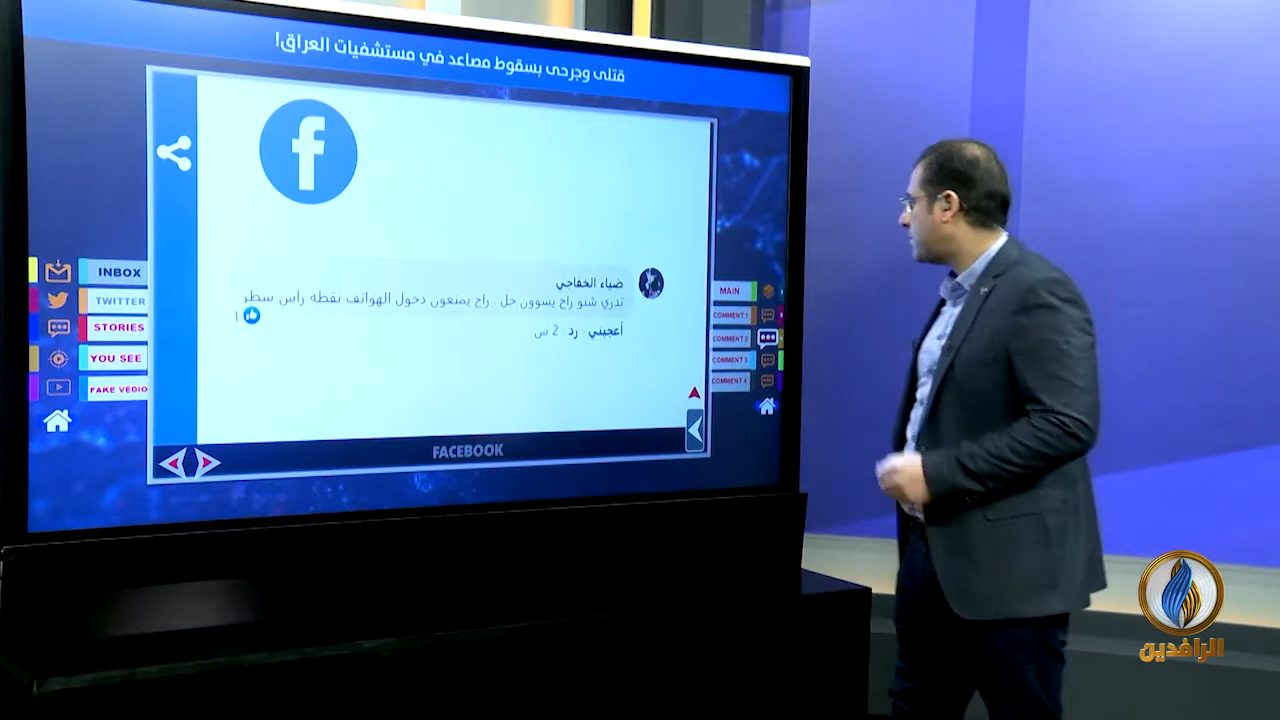 قتلى وجرحى بسقوط مصاعد في مستشفيات العراق!
ضياء الخفاجي
تدري شنو راح يسوون حل . راح يمنعون دخول الهواتف نقطه راس سطر
1
أعجبني · رد · 2 س
INBOX
TWITTER
STORIES
YOU SEE
FAKE VEDIO
MAIN
COMMENT 1
COMMENT 2
COMMENT 3
COMMENT 4
FACEBOOK
الرافدين